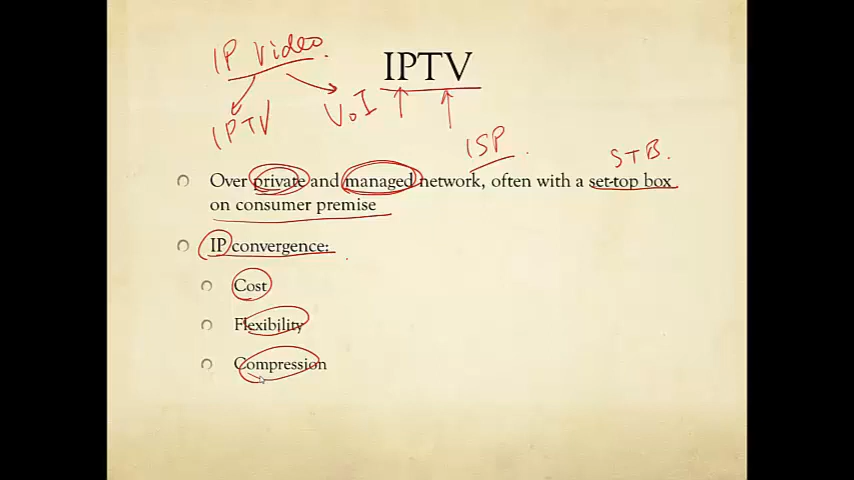 IP Video.
IPTV
IPTV
VoI
ISP
STB.
Over private and managed network, often with a set-top box
on consumer premise
IP convergence:
Cost
Flexibility
Compression